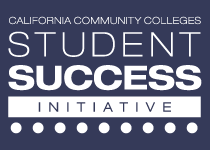 CALIFORNIA COMMUNITY COLLEGES
STUDENT
SUCCESS
INITIATIVE